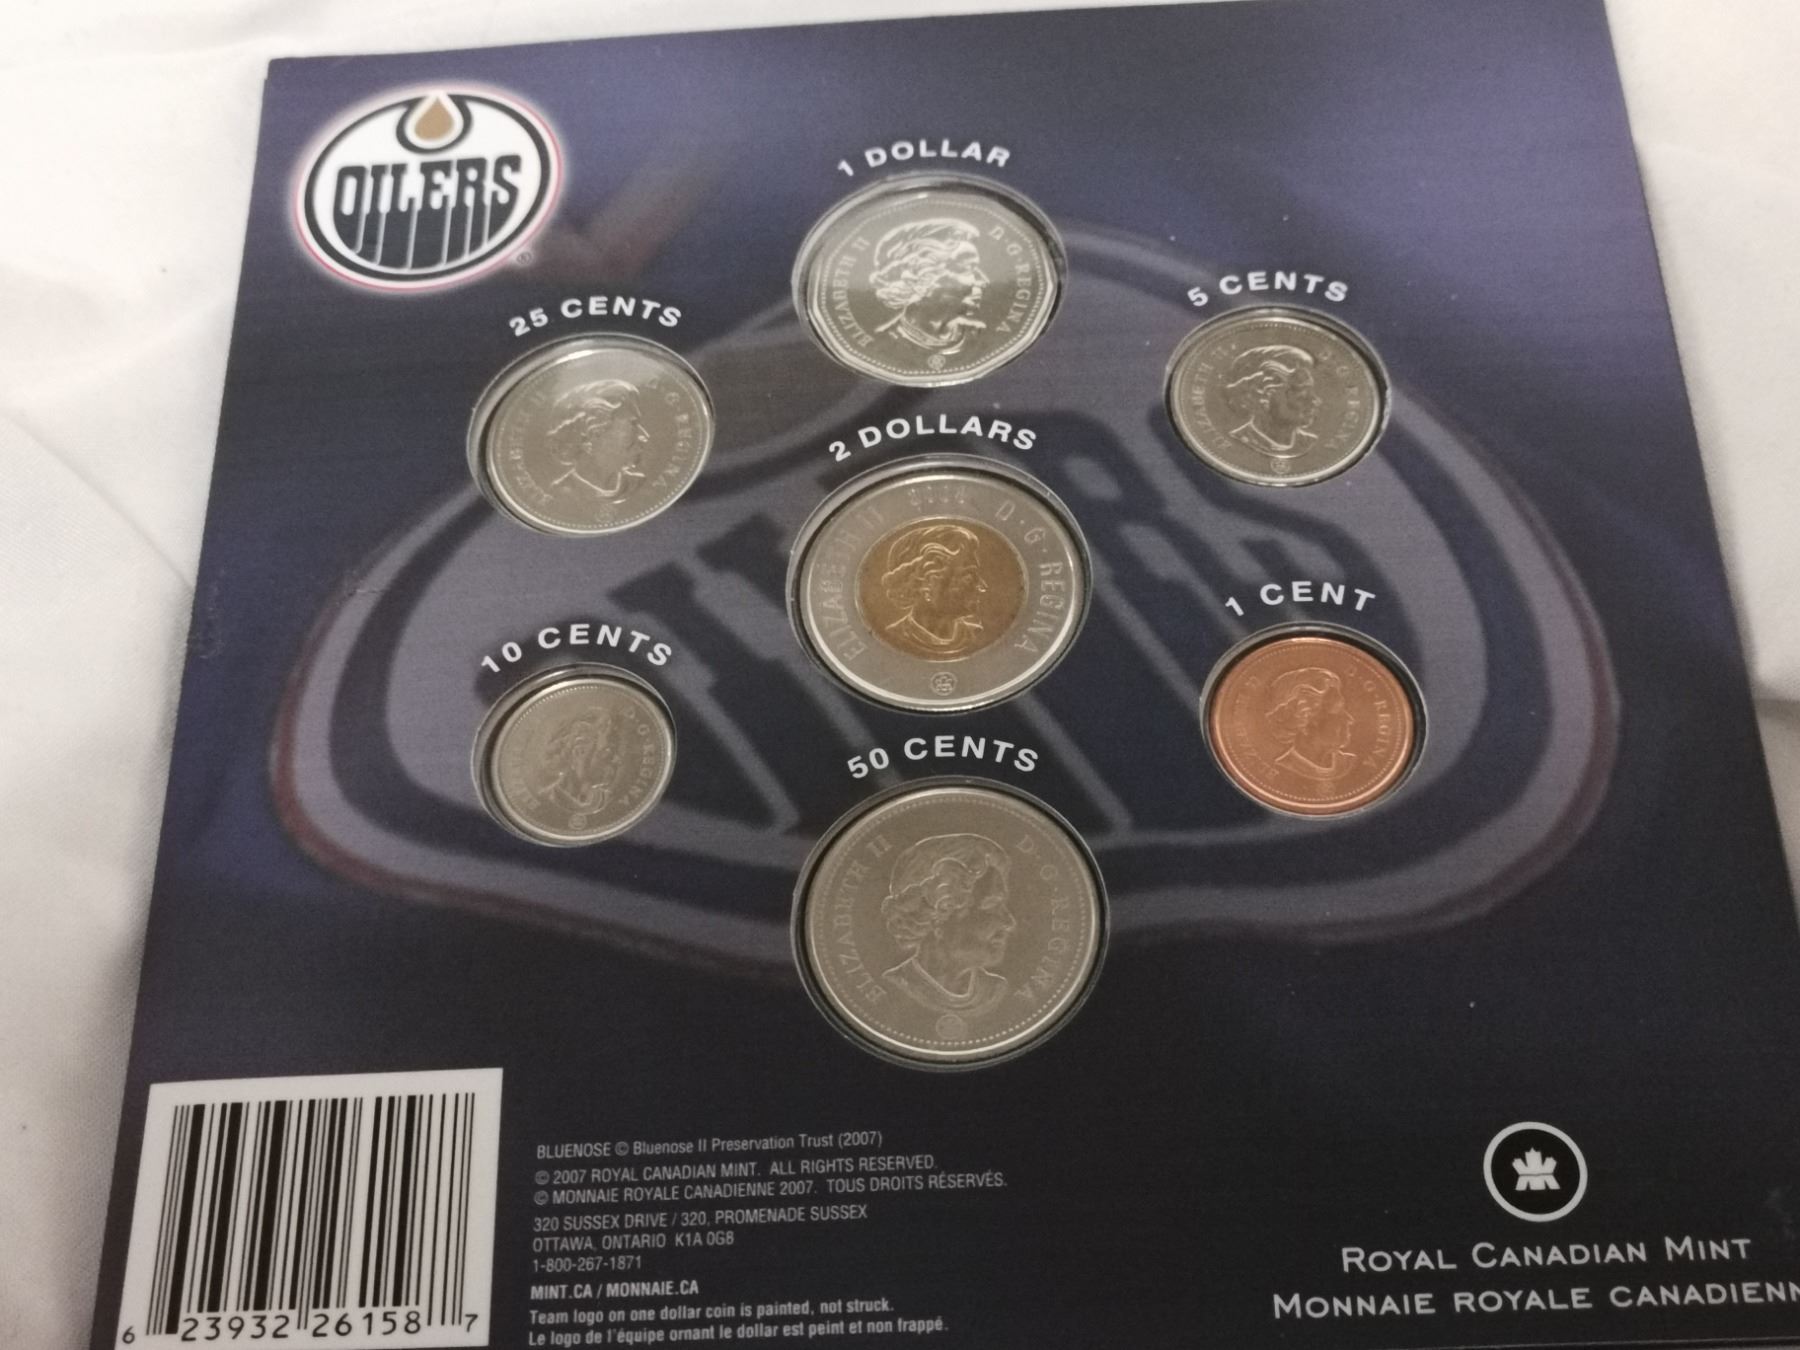 OILERS
®
1 DOLLAR
25 CENTS
5 CENTS
ELIZABETH II D·G·REGINA
ELIZABETH II D·G·REGINA
ELIZABETH II D·G·REGINA
2 DOLLARS
ELIZABETH II D·G·REGINA
10 CENTS
1 CENT
D·G·REGINA
D·G·REGINA
50 CENTS
ELIZABETH II D·G·REGINA
BLUENOSE © Bluenose II Preservation Trust (2007)
© 2007 ROYAL CANADIAN MINT. ALL RIGHTS RESERVED.
© MONNAIE ROYALE CANADIENNE 2007. TOUS DROITS RÉSERVÉS.
320 SUSSEX DRIVE / 320, PROMENADE SUSSEX
OTTAWA, ONTARIO K1A 0G8
1-800-267-1871
MINT.CA / MONNAIE.CA
Team logo on one dollar coin is painted, not struck.
Le logo de l'équipe ornant le dollar est peint et non frappé.
6 23932 26158 7
ROYAL CANADIAN MINT
MONNAIE ROYALE CANADIENN